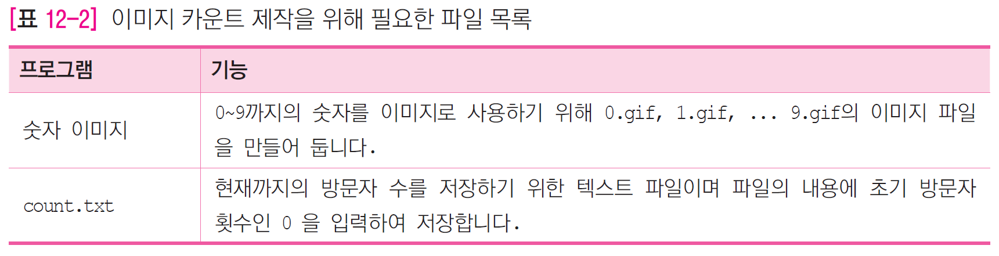 [표 12-2] 이미지 카운트 제작을 위해 필요한 파일 목록
프로그램 기능
숫자 이미지
0~9까지의 숫자를 이미지로 사용하기 위해 0.gif, 1.gif, ... 9.gif의 이미지 파일
을 만들어 둡니다.
count.txt
현재까지의 방문자 수를 저장하기 위한 텍스트 파일이며 파일의 내용에 초기 방문자
횟수인 0 을 입력하여 저장합니다.